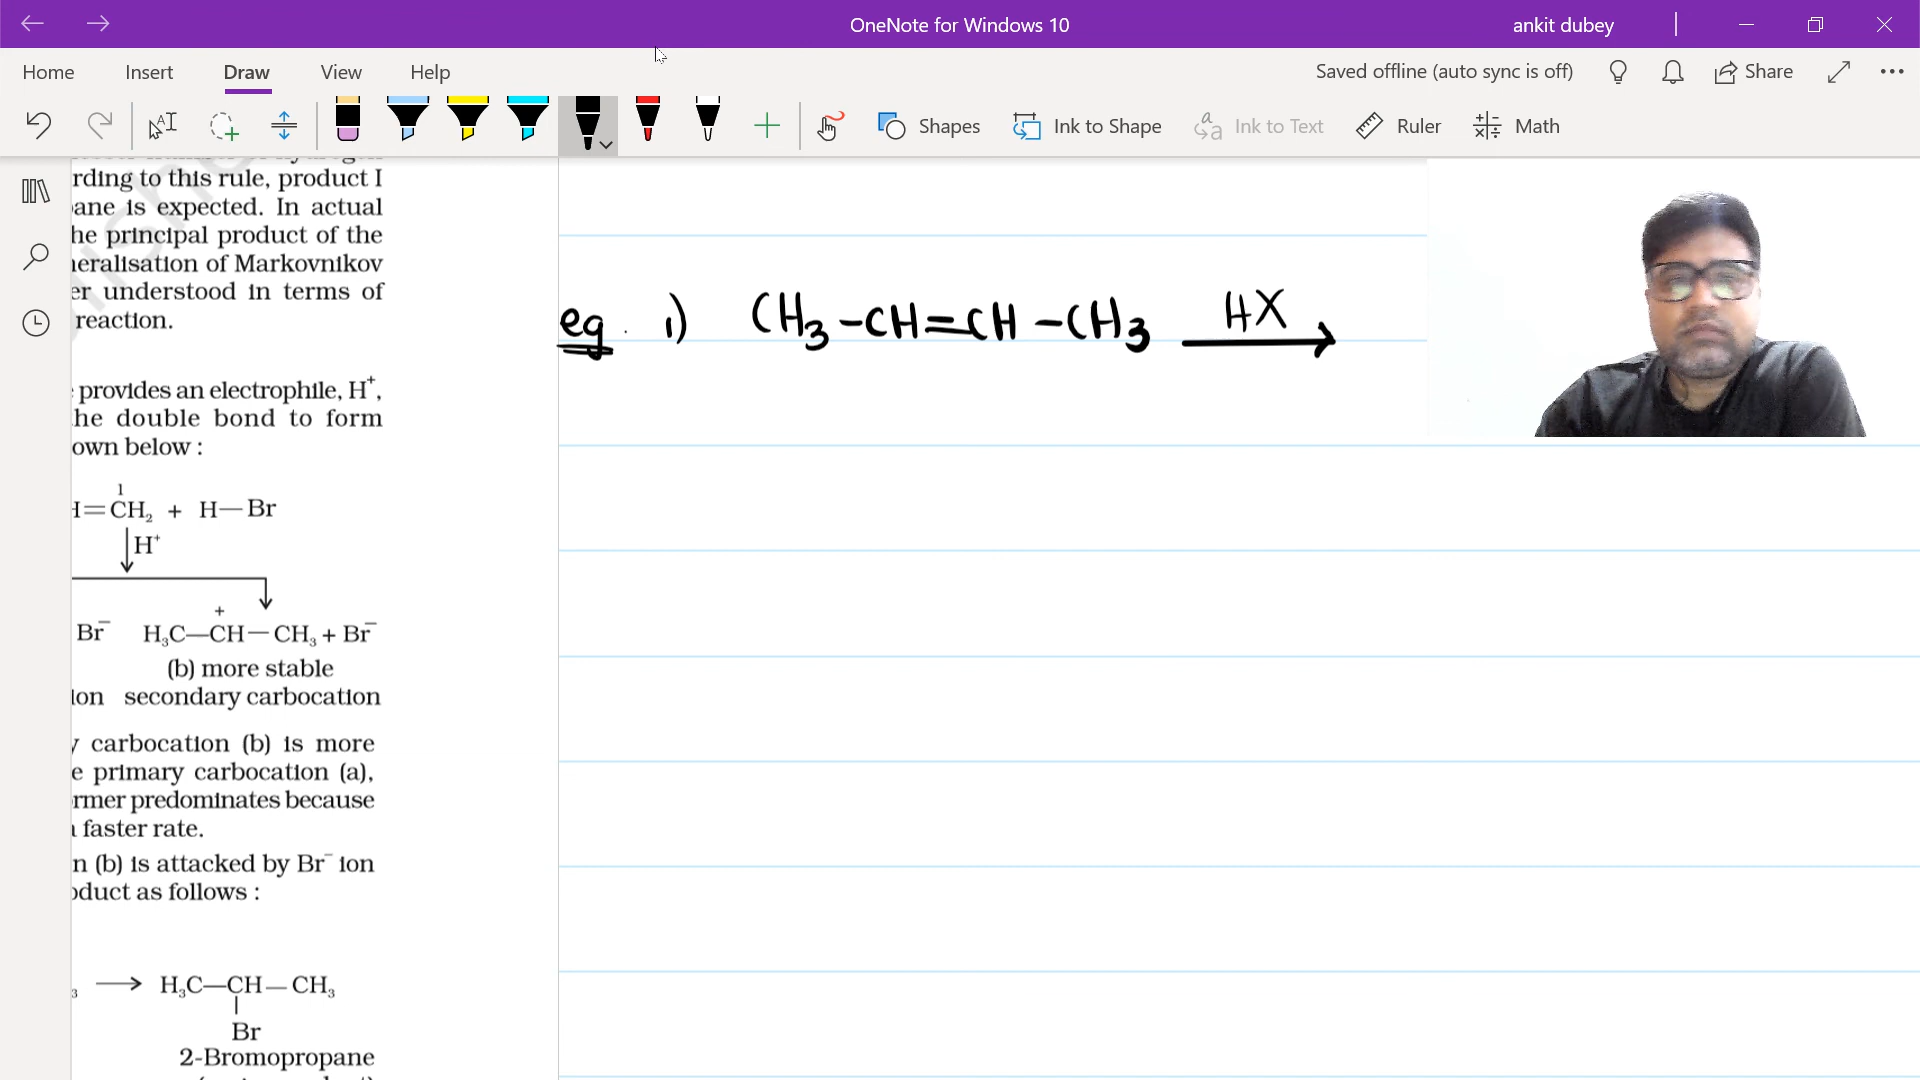 OneNote for Windows 10
ankit dubey
Home Insert Draw View Help
Saved offline (auto sync is off) Share
Shapes Ink to Shape Ink to Text Ruler Math
rding to this rule, product I
ane is expected. In actual
he principal product of the
neralisation of Markovnikov
er understood in terms of
reaction.
provides an electrophile, H⁺,
he double bond to form
own below :
1
H=CH₂ + H—Br
H⁺
+
Br⁻ H₃C—CH—CH₃ + Br⁻
(b) more stable
ion secondary carbocation
y carbocation (b) is more
e primary carbocation (a),
rmer predominates because
faster rate.
n (b) is attacked by Br⁻ ion
oduct as follows :
₃ ⟶ H₃C—CH—CH₃
|
Br
2-Bromopropane
eg. 1) CH₃-CH=CH-CH₃ HX ⟶